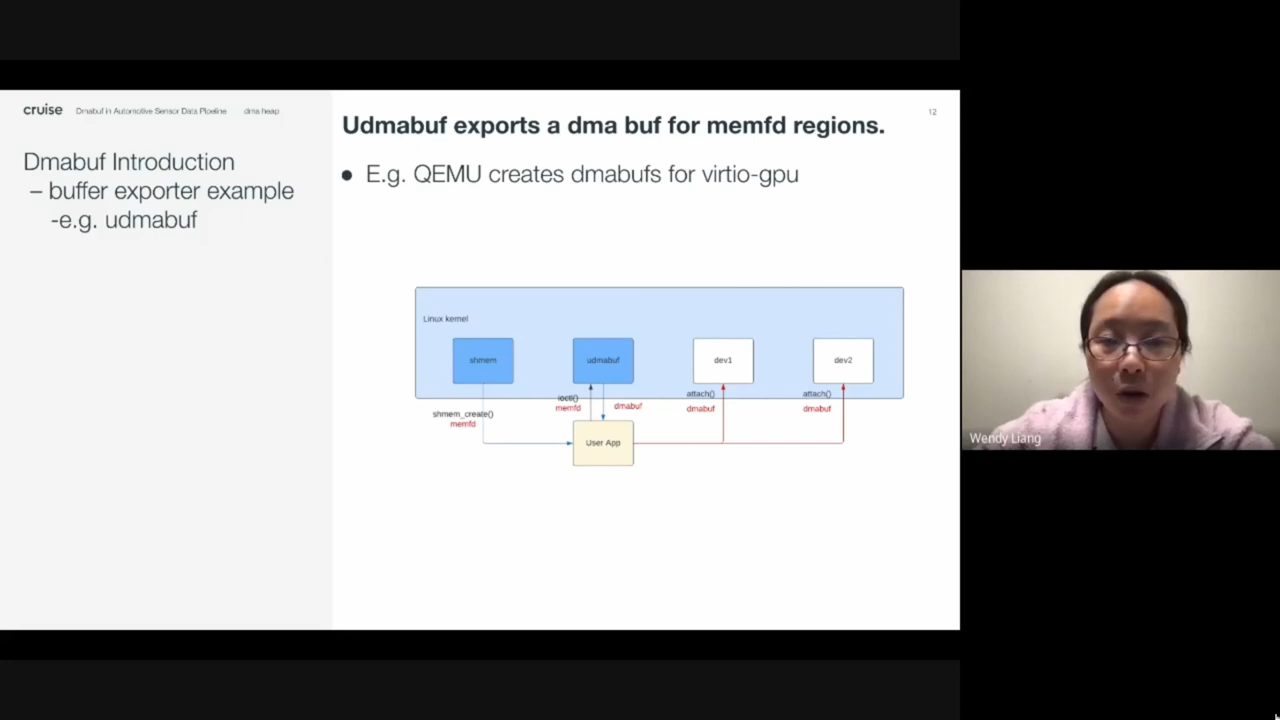 cruise Dmabuf in Automotive Sensor Data Pipeline dma heap
12
Dmabuf Introduction
– buffer exporter example
-e.g. udmabuf
Udmabuf exports a dma buf for memfd regions.
● E.g. QEMU creates dmabufs for virtio-gpu
Linux kernel
shmem
udmabuf
dev1
dev2
shmem_create()
memfd
ioctl()
memfd
dmabuf
attach()
dmabuf
attach()
dmabuf
User App
Wendy Liang